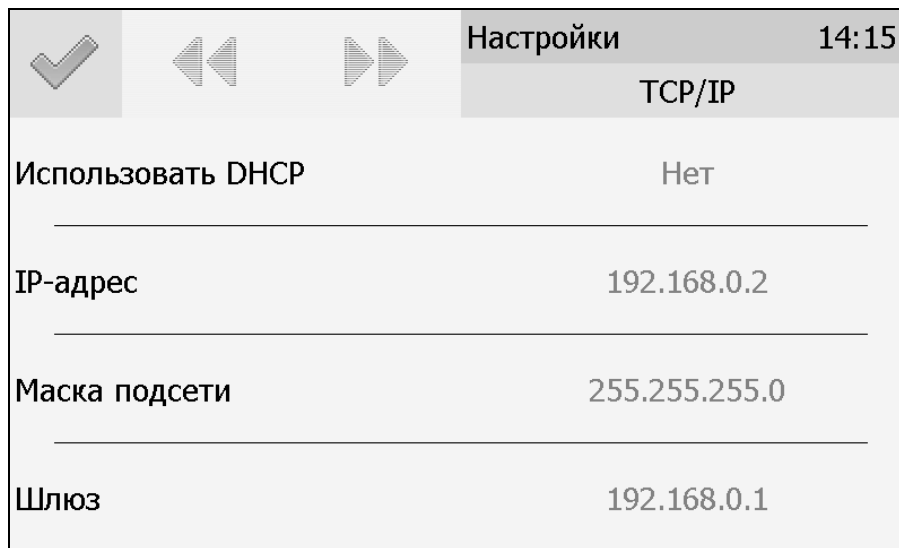 Настройки 14:15
TCP/IP
Использовать DHCP Нет
IP-адрес 192.168.0.2
Маска подсети 255.255.255.0
Шлюз 192.168.0.1